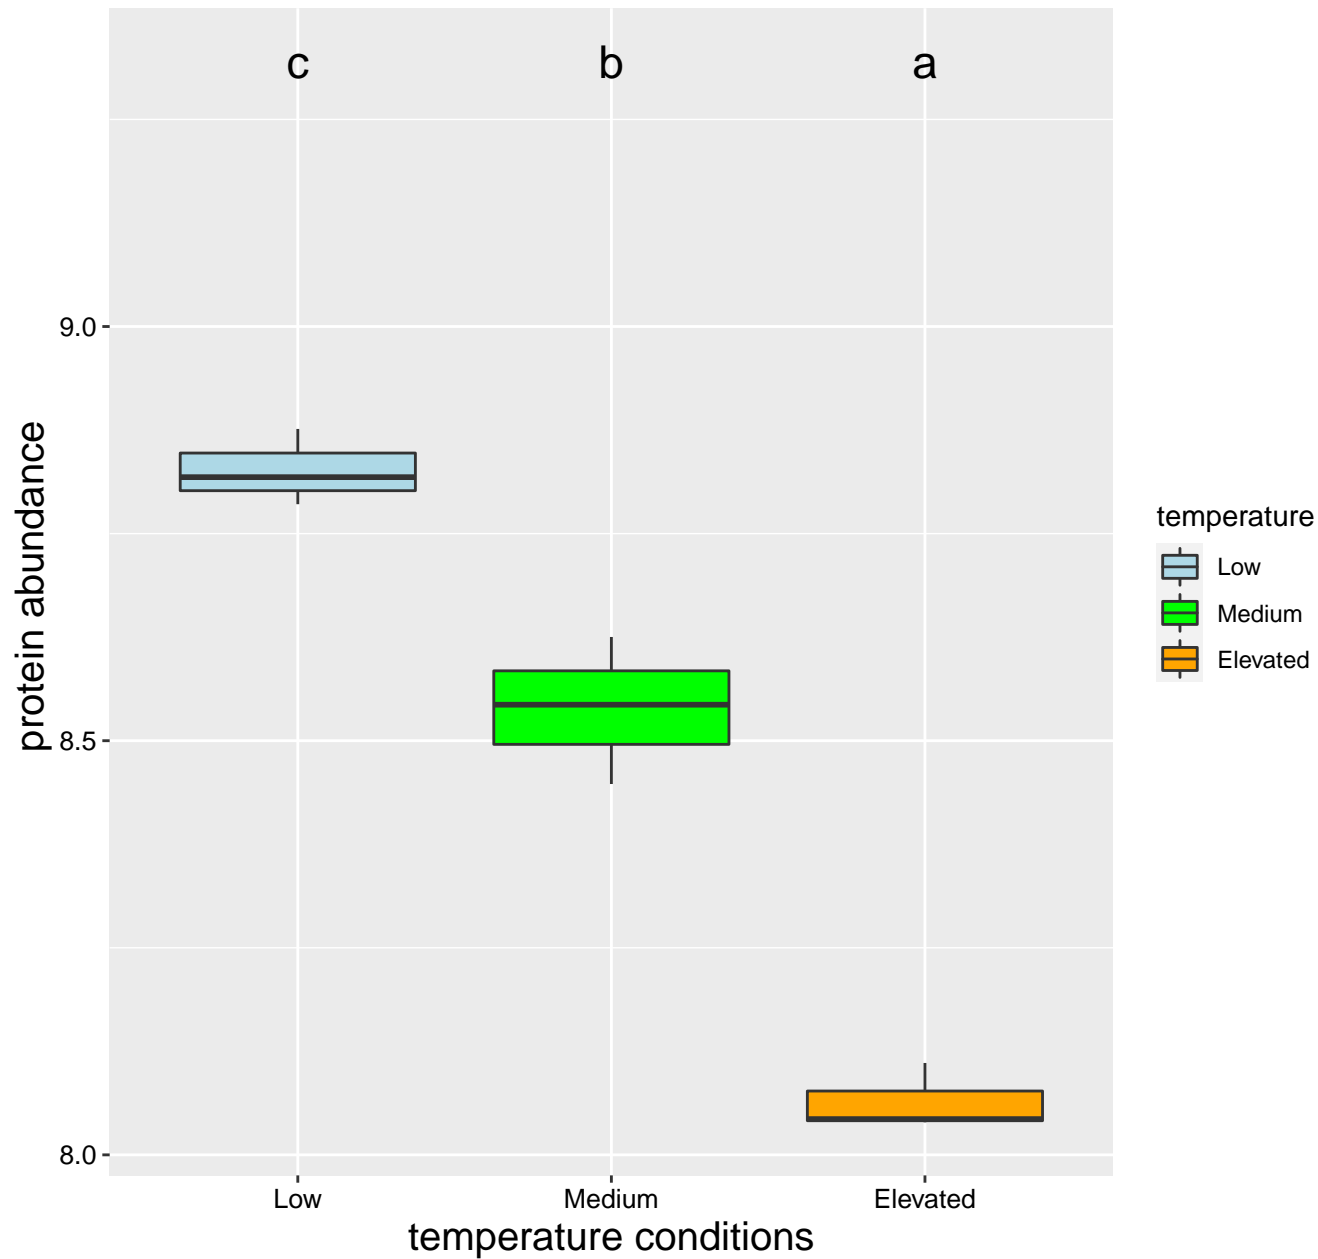 c b a
9.0
8.5
8.0
protein abundance
Low Medium Elevated
temperature conditions
temperature
Low
Medium
Elevated